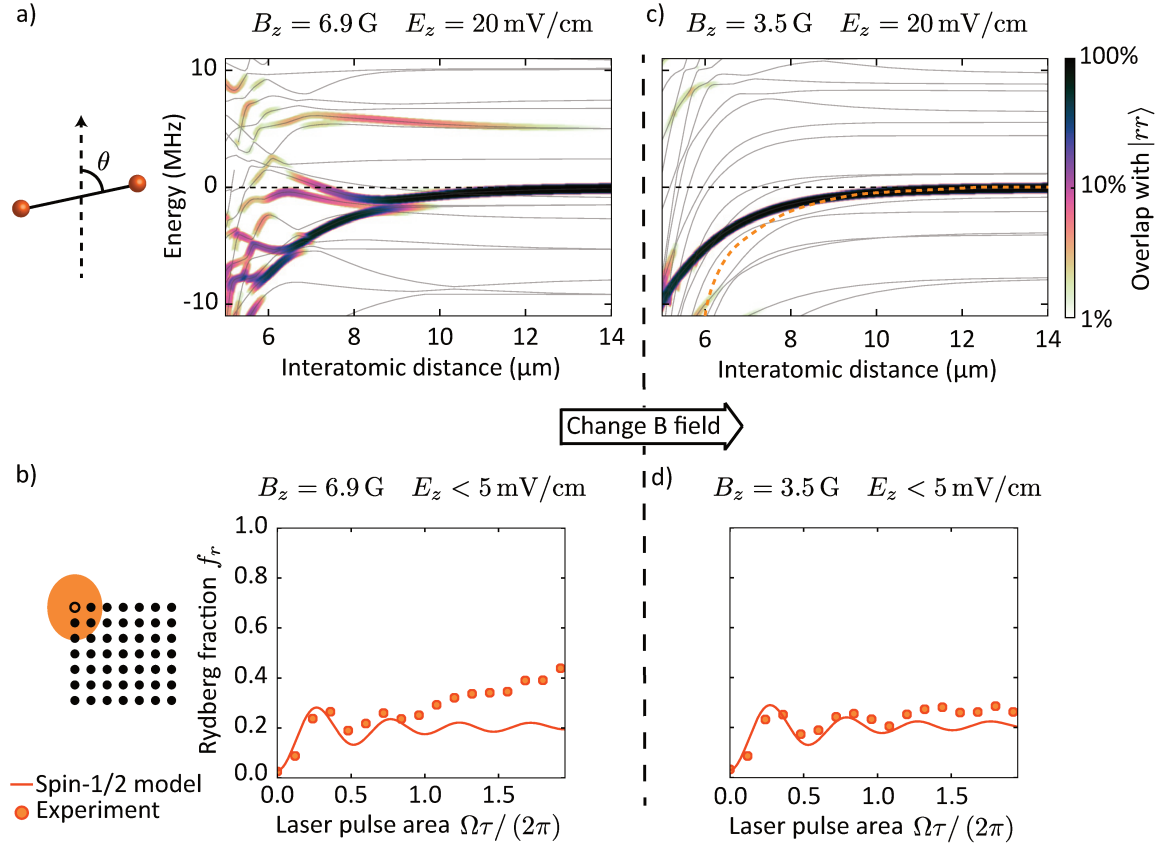 a)
B_z = 6.9 G E_z = 20 mV/cm
10
0
-10
Energy (MHz)
θ
6 8 10 12 14
Interatomic distance (µm)
c)
B_z = 3.5 G E_z = 20 mV/cm
10
0
-10
6 8 10 12 14
Interatomic distance (µm)
100%
10%
1%
Overlap with |rr⟩
Change B field
b)
B_z = 6.9 G E_z < 5 mV/cm
1.0
0.8
0.6
0.4
0.2
0.0
Rydberg fraction f_r
0.0 0.5 1.0 1.5
Laser pulse area Ωτ/(2π)
Spin-1/2 model
Experiment
d)
B_z = 3.5 G E_z < 5 mV/cm
0.0 0.5 1.0 1.5
Laser pulse area Ωτ/(2π)